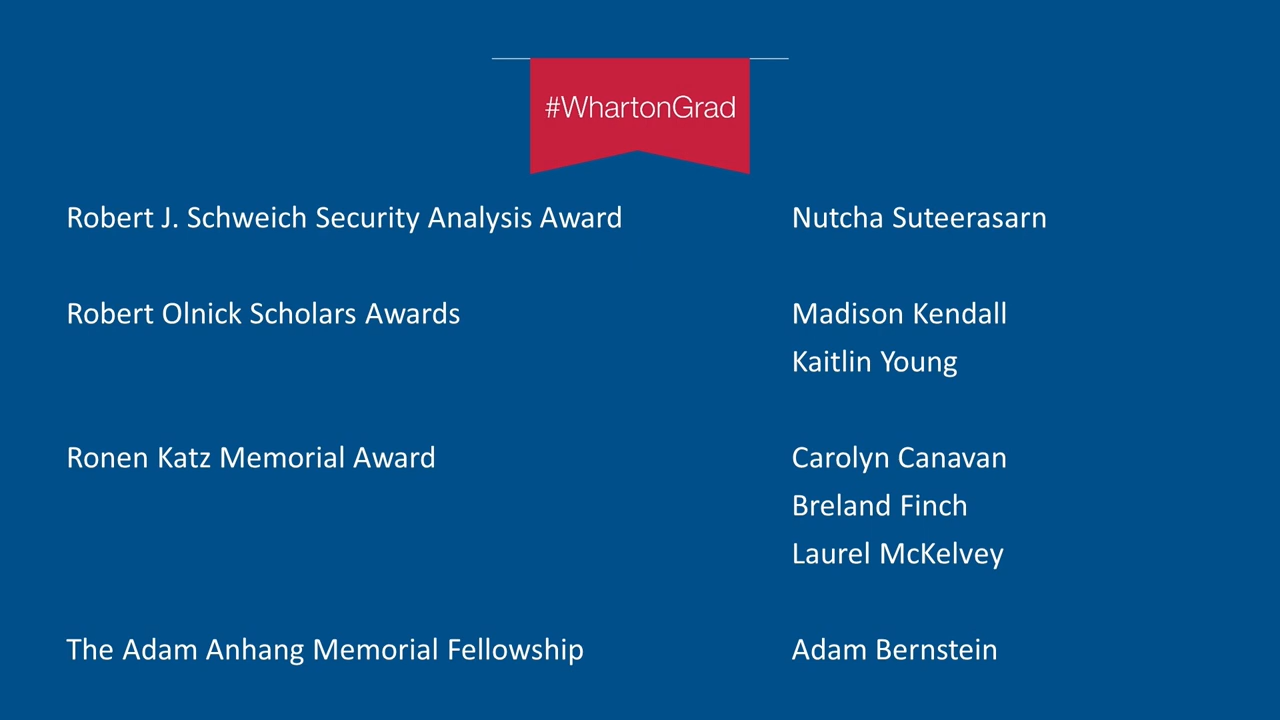 #WhartonGrad
Robert J. Schweich Security Analysis Award Nutcha Suteerasarn
Robert Olnick Scholars Awards Madison Kendall
Kaitlin Young
Ronen Katz Memorial Award Carolyn Canavan
Breland Finch
Laurel McKelvey
The Adam Anhang Memorial Fellowship Adam Bernstein